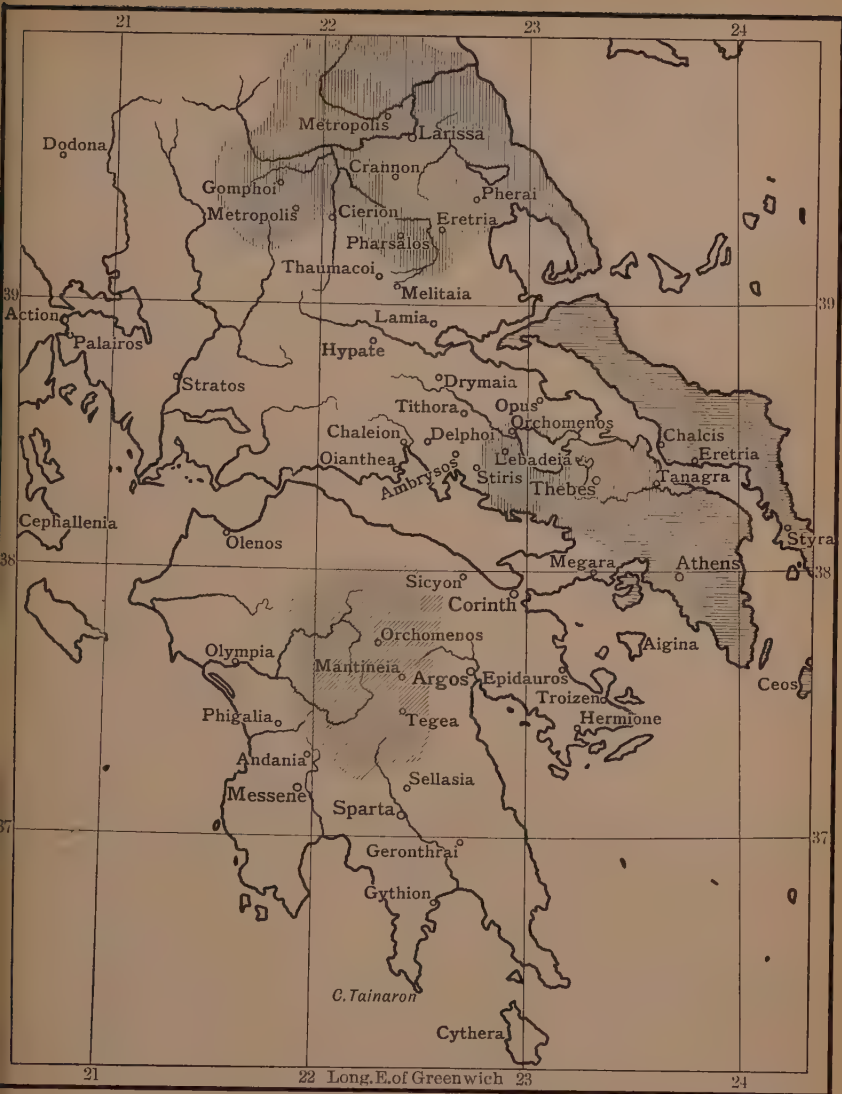 21 22 23 24
Metropolis
Larissa
Dodona
Crannon
Gomphoi
Pherai
Metropolis
Cierion
Eretria
Pharsalos
Thaumacoi
Melitaia
39
39
Action
Lamia
Palairos
Hypate
Stratos
Drymaia
Tithora
Opus
Orchomenos
Chaleion
Delphoi
Chalcis
Oianthea
Lebadeia
Eretria
Ambrysos
Stiris
Thebes
Tanagra
Cephallenia
Olenos
Styra
38
38
Megara
Athens
Sicyon
Corinth
Orchomenos
Aigina
Olympia
Mantineia
Argos
Epidauros
Ceos
Troizen
Phigalia
Tegea
Hermione
Andania
Sellasia
Messene
Sparta
37
37
Geronthrai
Gythion
C. Tainaron
Cythera
21 22 Long. E. of Greenwich 23 24